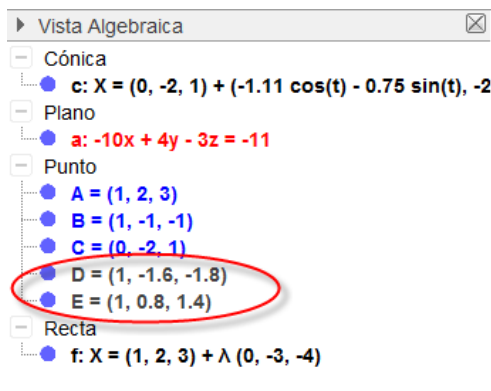 Vista Algebraica
Cónica
c: X = (0, -2, 1) + (-1.11 cos(t) - 0.75 sin(t), -2
Plano
a: -10x + 4y - 3z = -11
Punto
A = (1, 2, 3)
B = (1, -1, -1)
C = (0, -2, 1)
D = (1, -1.6, -1.8)
E = (1, 0.8, 1.4)
Recta
f: X = (1, 2, 3) + λ (0, -3, -4)